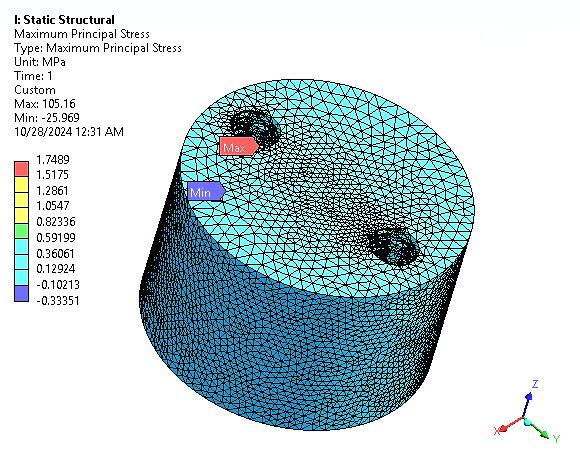 I: Static Structural
Maximum Principal Stress
Type: Maximum Principal Stress
Unit: MPa
Time: 1
Custom
Max: 105.16
Min: -25.969
10/28/2024 12:31 AM
1.7489
1.5175
1.2861
1.0547
0.82336
0.59199
0.36061
0.12924
-0.10213
-0.33351
Max
Min
Z
X
Y